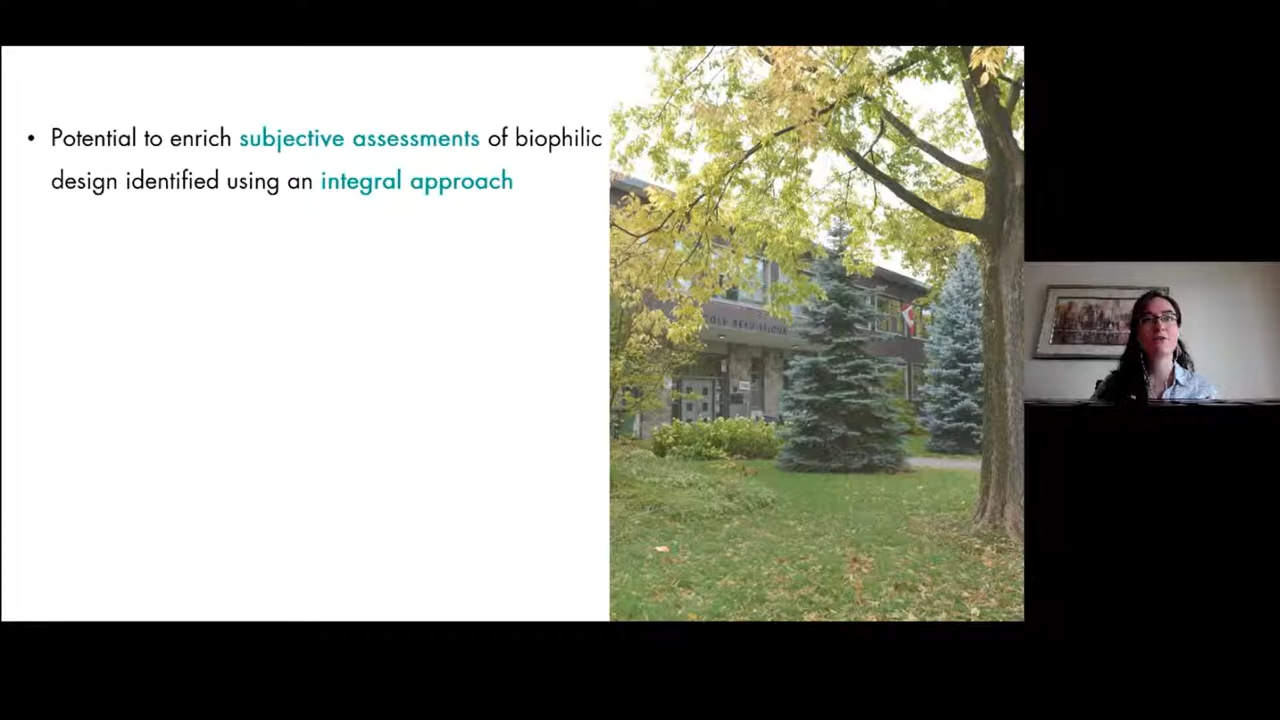 • Potential to enrich subjective assessments of biophilic
design identified using an integral approach